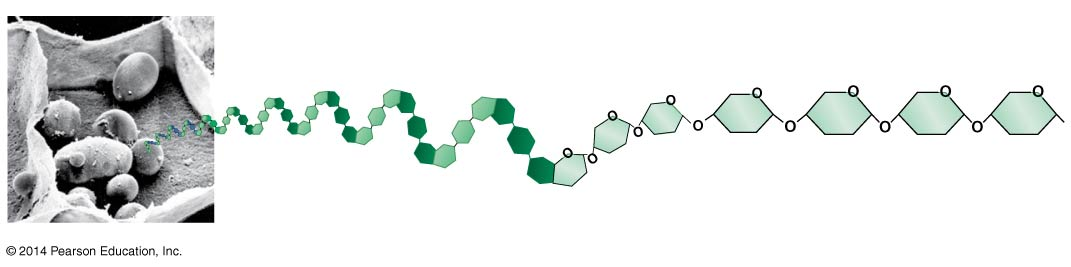 O O O O O O O
O O O O O O
© 2014 Pearson Education, Inc.